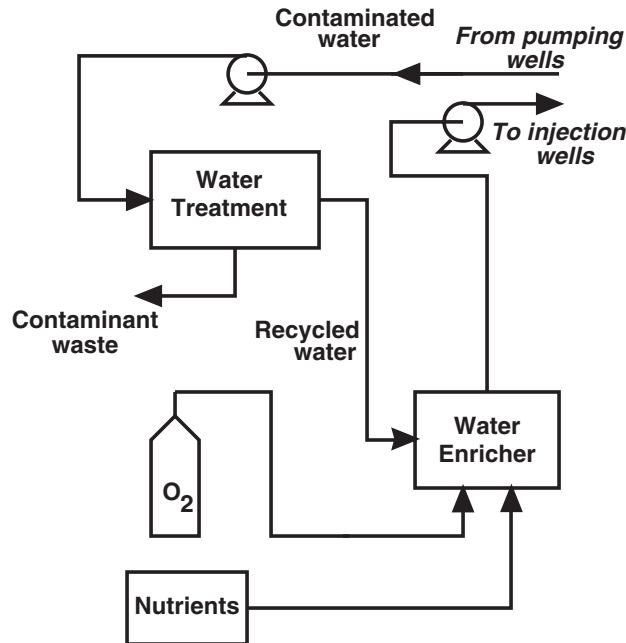 Contaminated
water
From pumping
wells
To injection
wells
Water
Treatment
Contaminant
waste
Recycled
water
Water
Enricher
O2
Nutrients